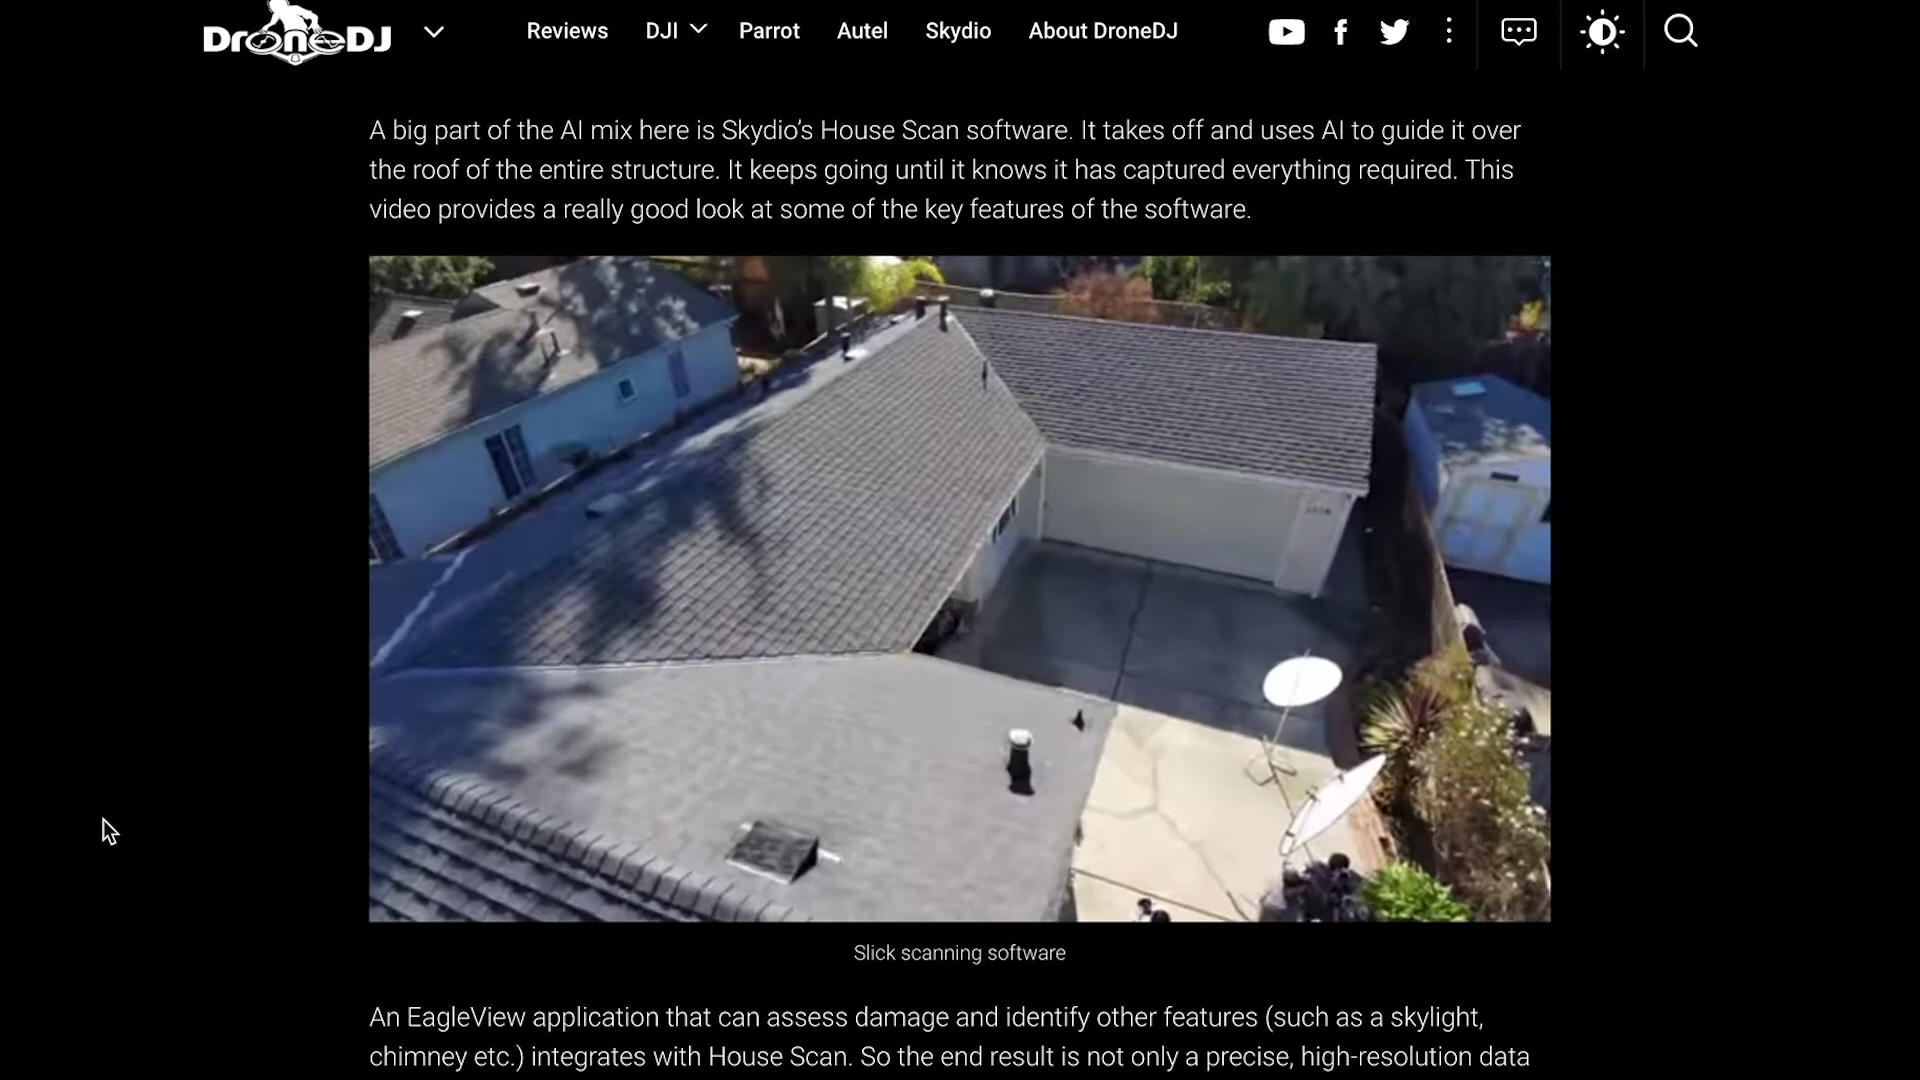 DroneDJ
Reviews DJI Parrot Autel Skydio About DroneDJ
A big part of the AI mix here is Skydio’s House Scan software. It takes off and uses AI to guide it over
the roof of the entire structure. It keeps going until it knows it has captured everything required. This
video provides a really good look at some of the key features of the software.
Slick scanning software
An EagleView application that can assess damage and identify other features (such as a skylight,
chimney etc.) integrates with House Scan. So the end result is not only a precise, high-resolution data